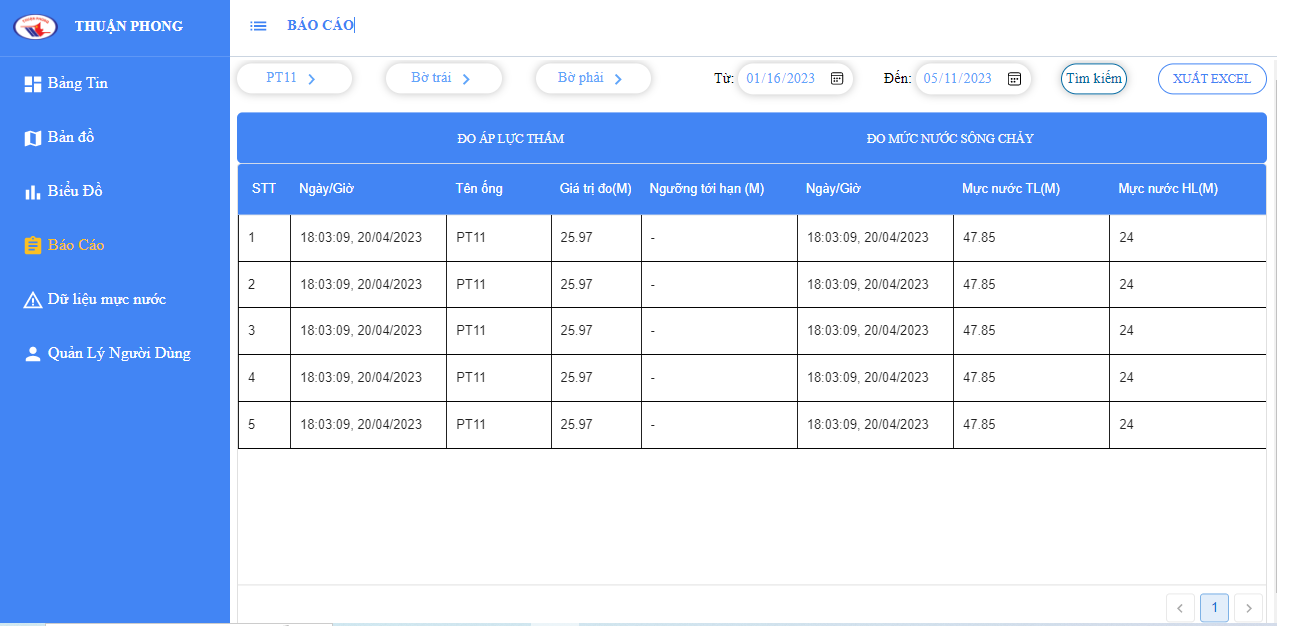 THUẬN PHONG
BÁO CÁO
Bảng Tin
Bản đồ
Biểu Đồ
Báo Cáo
Dữ liệu mực nước
Quản Lý Người Dùng
PT11 Bờ trái Bờ phải Từ: 01/16/2023 Đến: 05/11/2023 Tìm kiếm XUẤT EXCEL
ĐO ÁP LỰC THẤM ĐO MỨC NƯỚC SÔNG CHẢY
STT Ngày/Giờ Tên ống Giá trị đo(M) Ngưỡng tới hạn (M) Ngày/Giờ Mực nước TL(M) Mực nước HL(M)
1 18:03:09, 20/04/2023 PT11 25.97 - 18:03:09, 20/04/2023 47.85 24
2 18:03:09, 20/04/2023 PT11 25.97 - 18:03:09, 20/04/2023 47.85 24
3 18:03:09, 20/04/2023 PT11 25.97 - 18:03:09, 20/04/2023 47.85 24
4 18:03:09, 20/04/2023 PT11 25.97 - 18:03:09, 20/04/2023 47.85 24
5 18:03:09, 20/04/2023 PT11 25.97 - 18:03:09, 20/04/2023 47.85 24
1